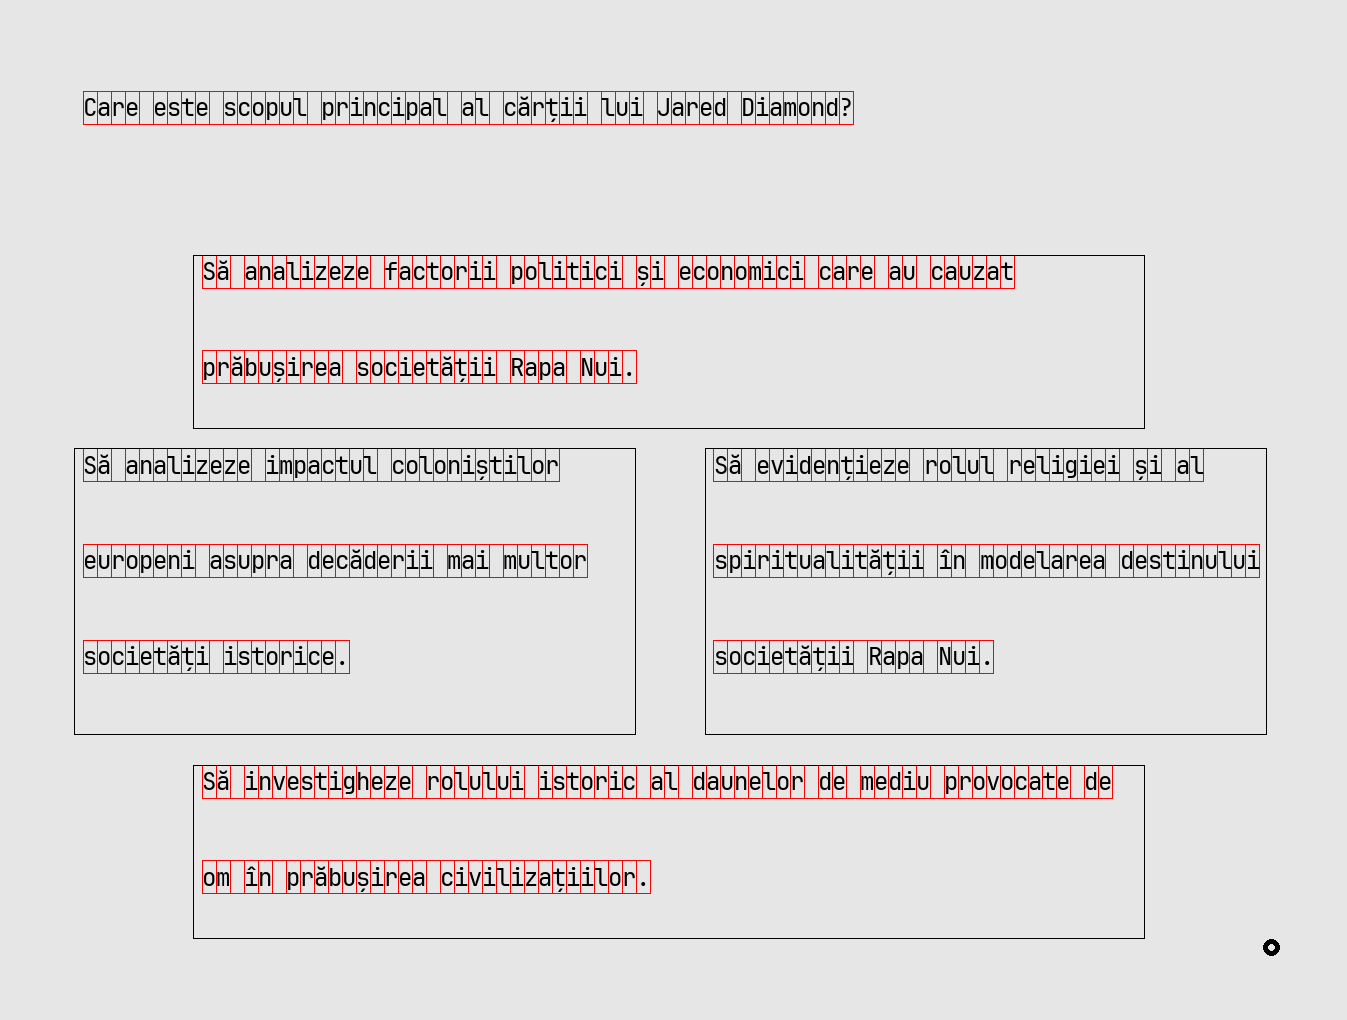 Care este scopul principal al cărții lui Jared Diamond?
Să analizeze factorii politici și economici care au cauzat
prăbușirea societății Rapa Nui.
Să analizeze impactul coloniștilor
europeni asupra decăderii mai multor
societăți istorice.
Să evidențieze rolul religiei și al
spiritualității în modelarea destinului
societății Rapa Nui.
Să investigheze rolului istoric al daunelor de mediu provocate de
om în prăbușirea civilizațiilor.